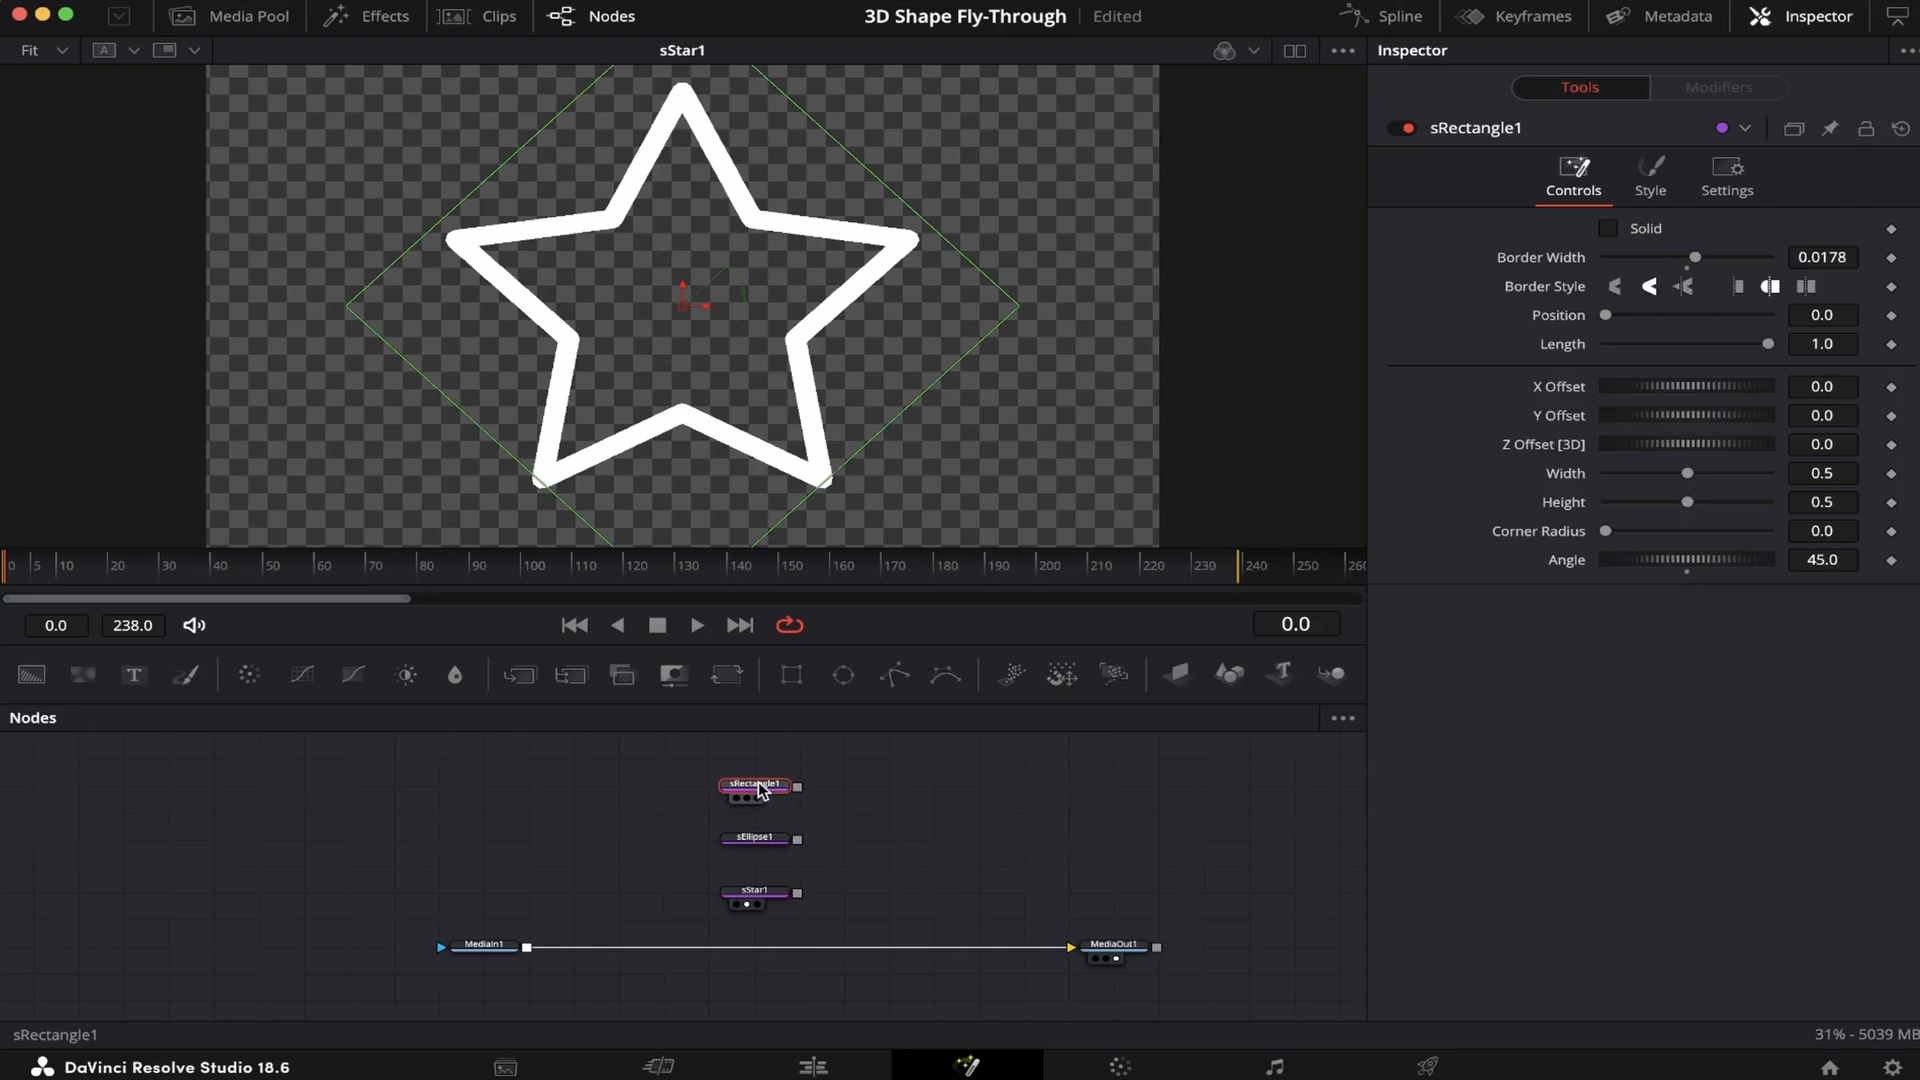 Media Pool Effects Clips Nodes 3D Shape Fly-Through Edited Spline Keyframes Metadata Inspector
Fit A sStar1 Inspector
Tools Modifiers
sRectangle1
Controls Style Settings
Solid
Border Width 0.0178
Border Style
Position 0.0
Length 1.0
X Offset 0.0
Y Offset 0.0
Z Offset [3D] 0.0
Width 0.5
Height 0.5
Corner Radius 0.0
Angle 45.0
0 5 10 20 30 40 50 60 70 80 90 100 110 120 130 140 150 160 170 180 190 200 210 220 230 240 250 260
0.0 238.0 0.0
T T
Nodes
sRectangle1
sEllipse1
sStar1
MediaIn1 MediaOut1
sRectangle1 31% - 5039 MB
DaVinci Resolve Studio 18.6